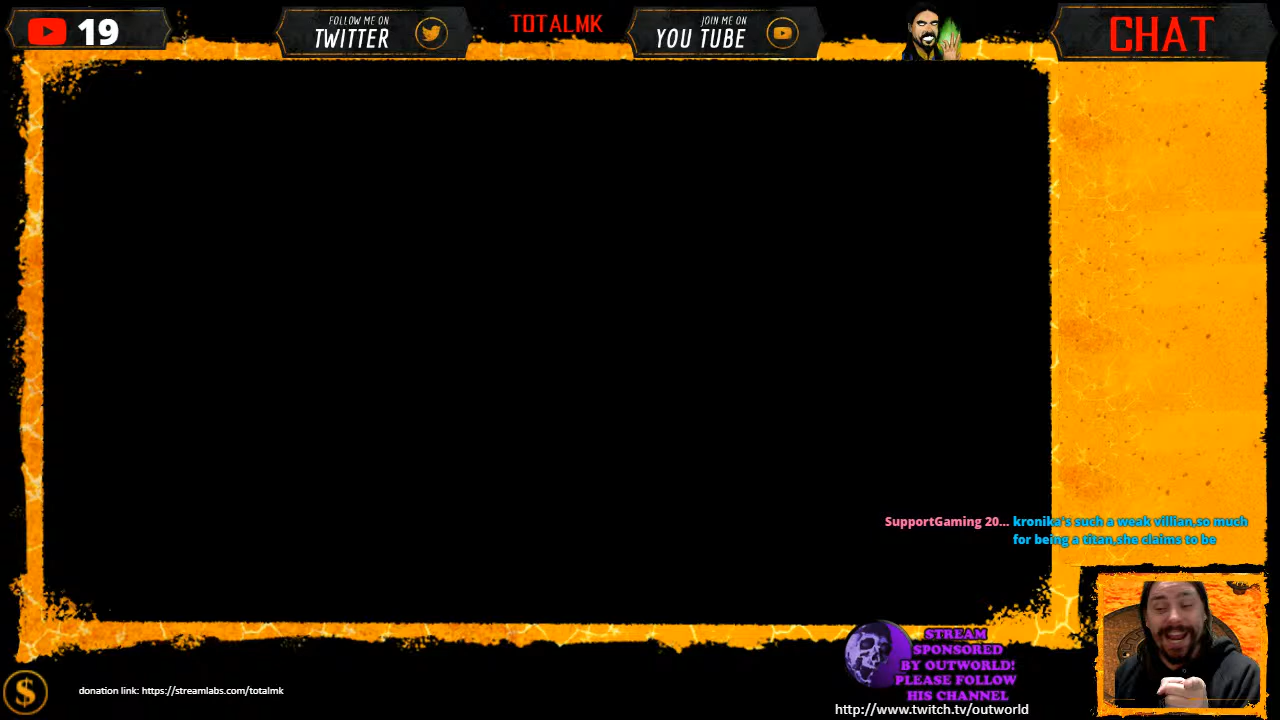 19
FOLLOW ME ON
TWITTER
TOTALMK
JOIN ME ON
YOU TUBE
CHAT
SupportGaming 20... kronika's such a weak villian,so much
for being a titan,she claims to be
STREAM
SPONSORED
BY OUTWORLD!
PLEASE FOLLOW
HIS CHANNEL
http://www.twitch.tv/outworld
$
donation link: https://streamlabs.com/totalmk